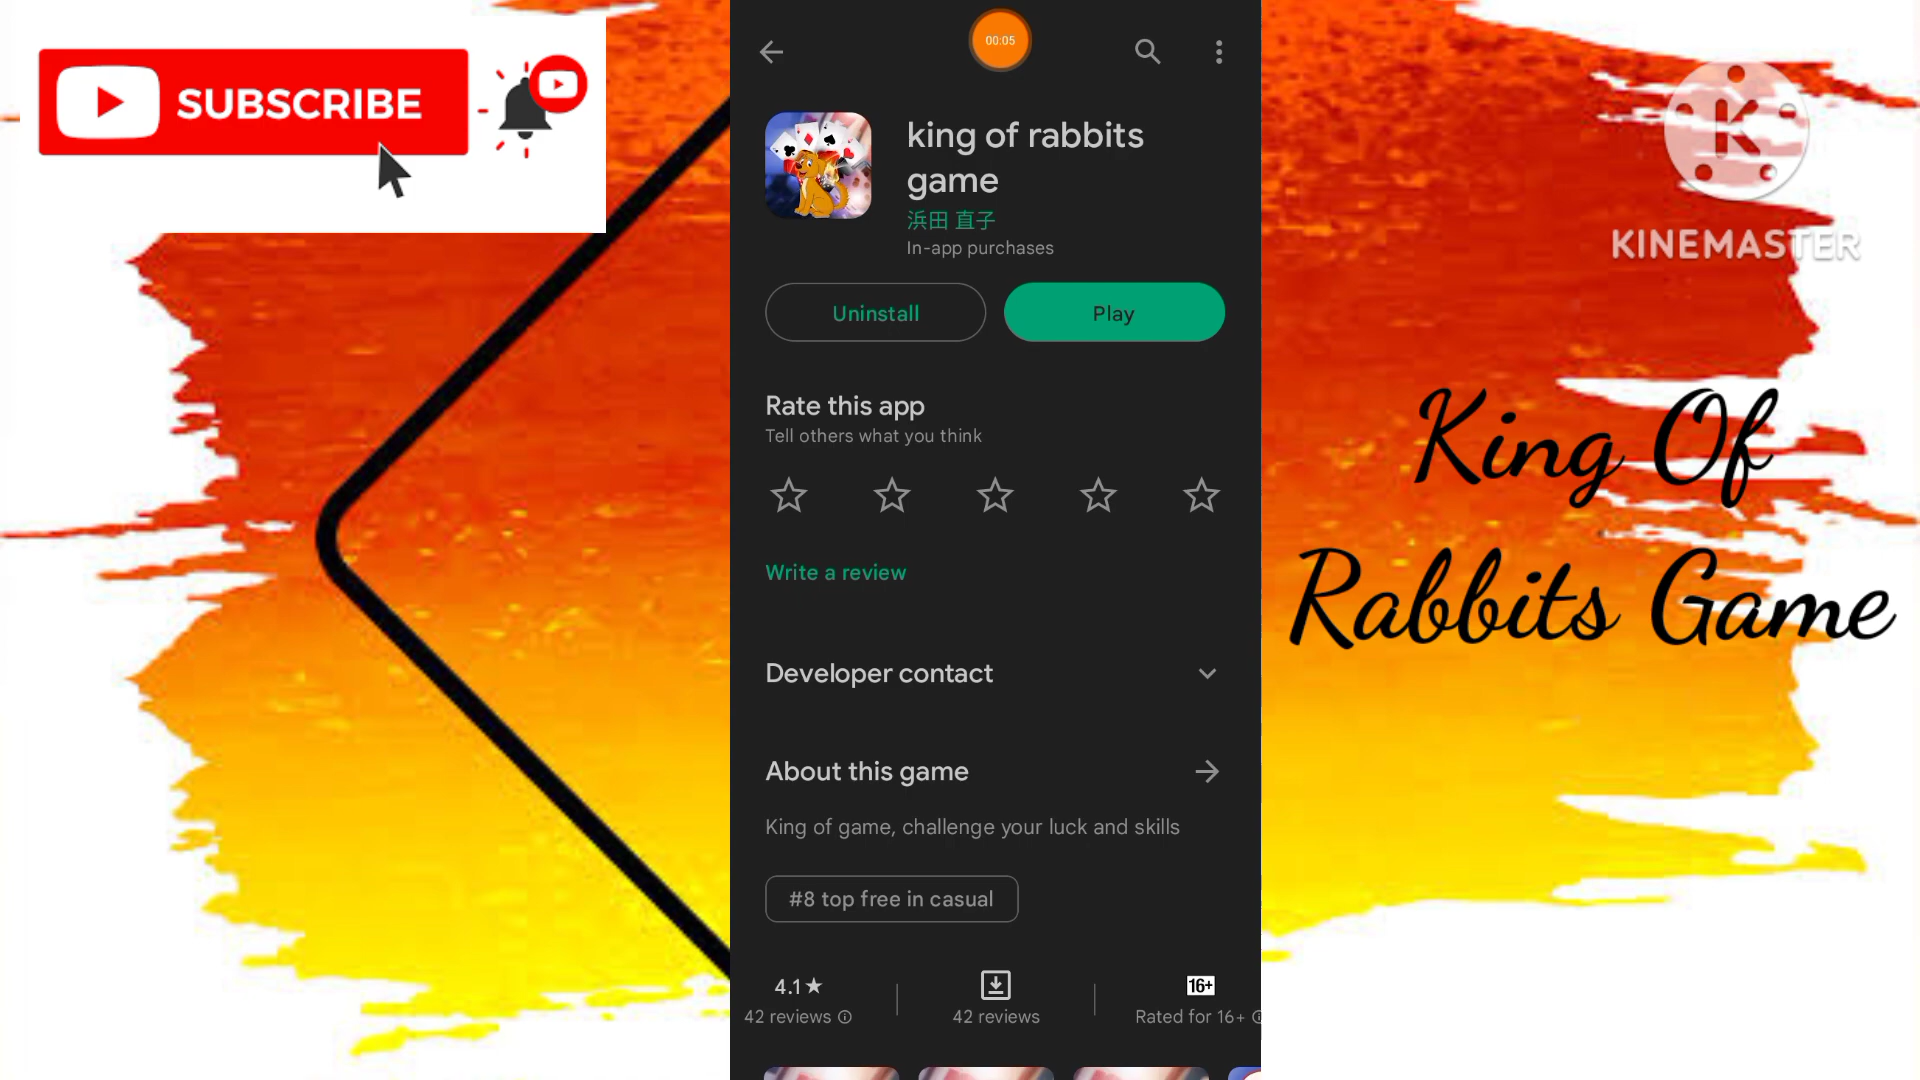 SUBSCRIBE
00:05
king of rabbits
game
浜田 直子
In-app purchases
Uninstall
Play
Rate this app
Tell others what you think
Write a review
Developer contact
About this game
King of game, challenge your luck and skills
#8 top free in casual
4.1★
42 reviews
42 reviews
16+
Rated for 16+
K
KINEMASTER
King Of
Rabbits Game